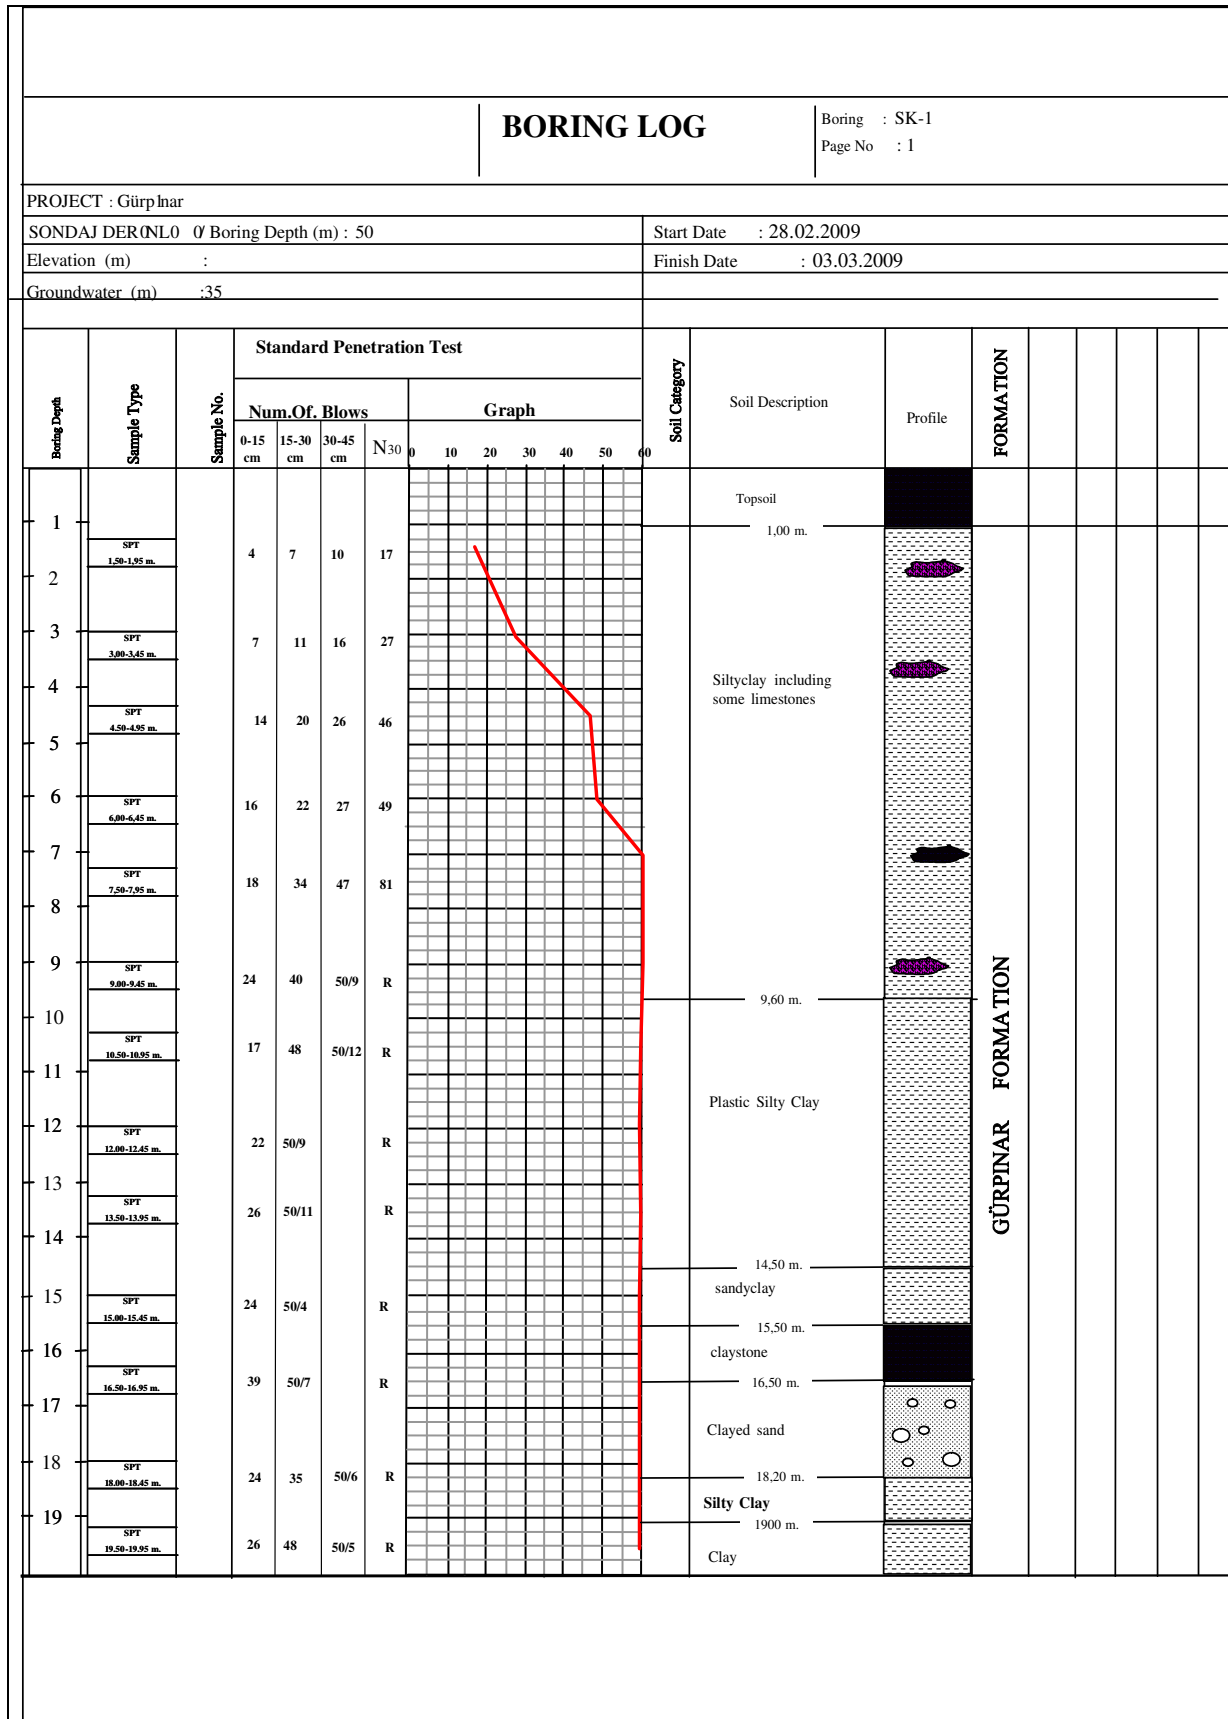 BORING LOG
Boring : SK-1
Page No : 1
PROJECT : GürpInar
SONDAJ DER0NL0 0/ Boring Depth (m) : 50
Start Date : 28.02.2009
Elevation (m) :
Finish Date : 03.03.2009
Groundwater (m) :35
Boring Depth
Sample Type
Sample No.
Standard Penetration Test
Num.Of. Blows
Graph
0-15 cm
15-30 cm
30-45 cm
N30
0 10 20 30 40 50 60
Soil Category
Soil Description
Profile
FORMATION
Topsoil
1
1,00 m.
SPT
1,50-1,95 m.
4 7 10 17
2
3
SPT
3,00-3,45 m.
7 11 16 27
4
Siltyclay including
some limestones
SPT
4.50-4.95 m.
14 20 26 46
5
6
SPT
6,00-6,45 m.
16 22 27 49
7
SPT
7,50-7,95 m.
18 34 47 81
8
9
SPT
9.00-9.45 m.
24 40 50/9 R
9,60 m.
10
SPT
10.50-10.95 m.
17 48 50/12 R
11
Plastic Silty Clay
12
SPT
12.00-12.45 m.
22 50/9 R
13
SPT
13.50-13.95 m.
26 50/11 R
14
GÜRPINAR FORMATION
14,50 m.
sandyclay
15
SPT
15.00-15.45 m.
24 50/4 R
15,50 m.
claystone
16
SPT
16.50-16.95 m.
39 50/7 R
16,50 m.
17
Clayed sand
18
SPT
18.00-18.45 m.
24 35 50/6 R
18,20 m.
Silty Clay
19
1900 m.
SPT
19.50-19.95 m.
26 48 50/5 R
Clay